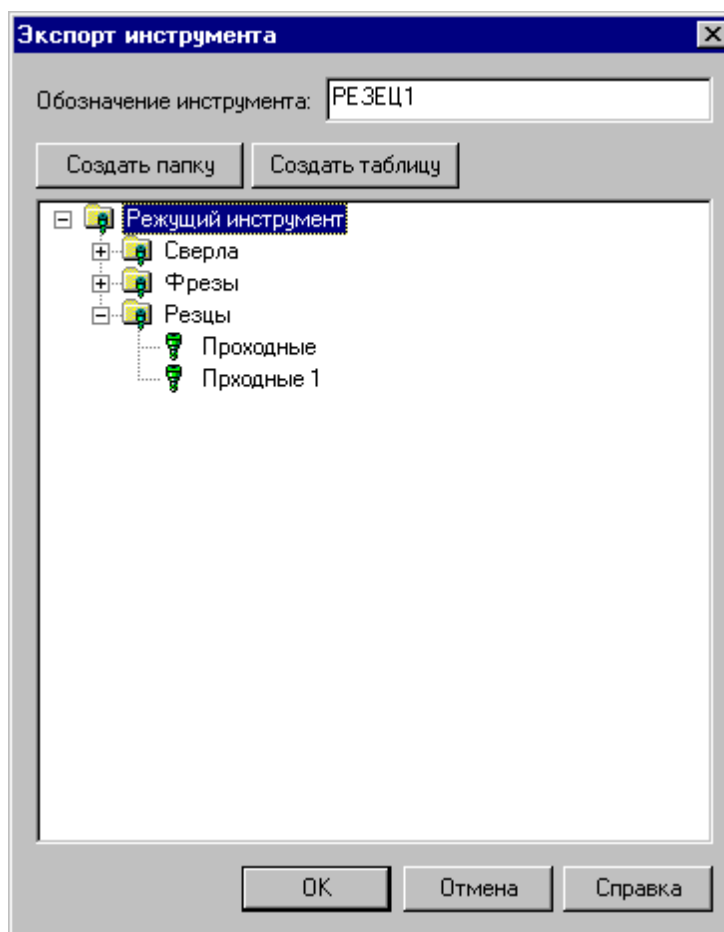 Экспорт инструмента
Обозначение инструмента: РЕЗЕЦ1
Создать папку Создать таблицу
Режущий инструмент
Сверла
Фрезы
Резцы
Проходные
Прходные 1
OK Отмена Справка